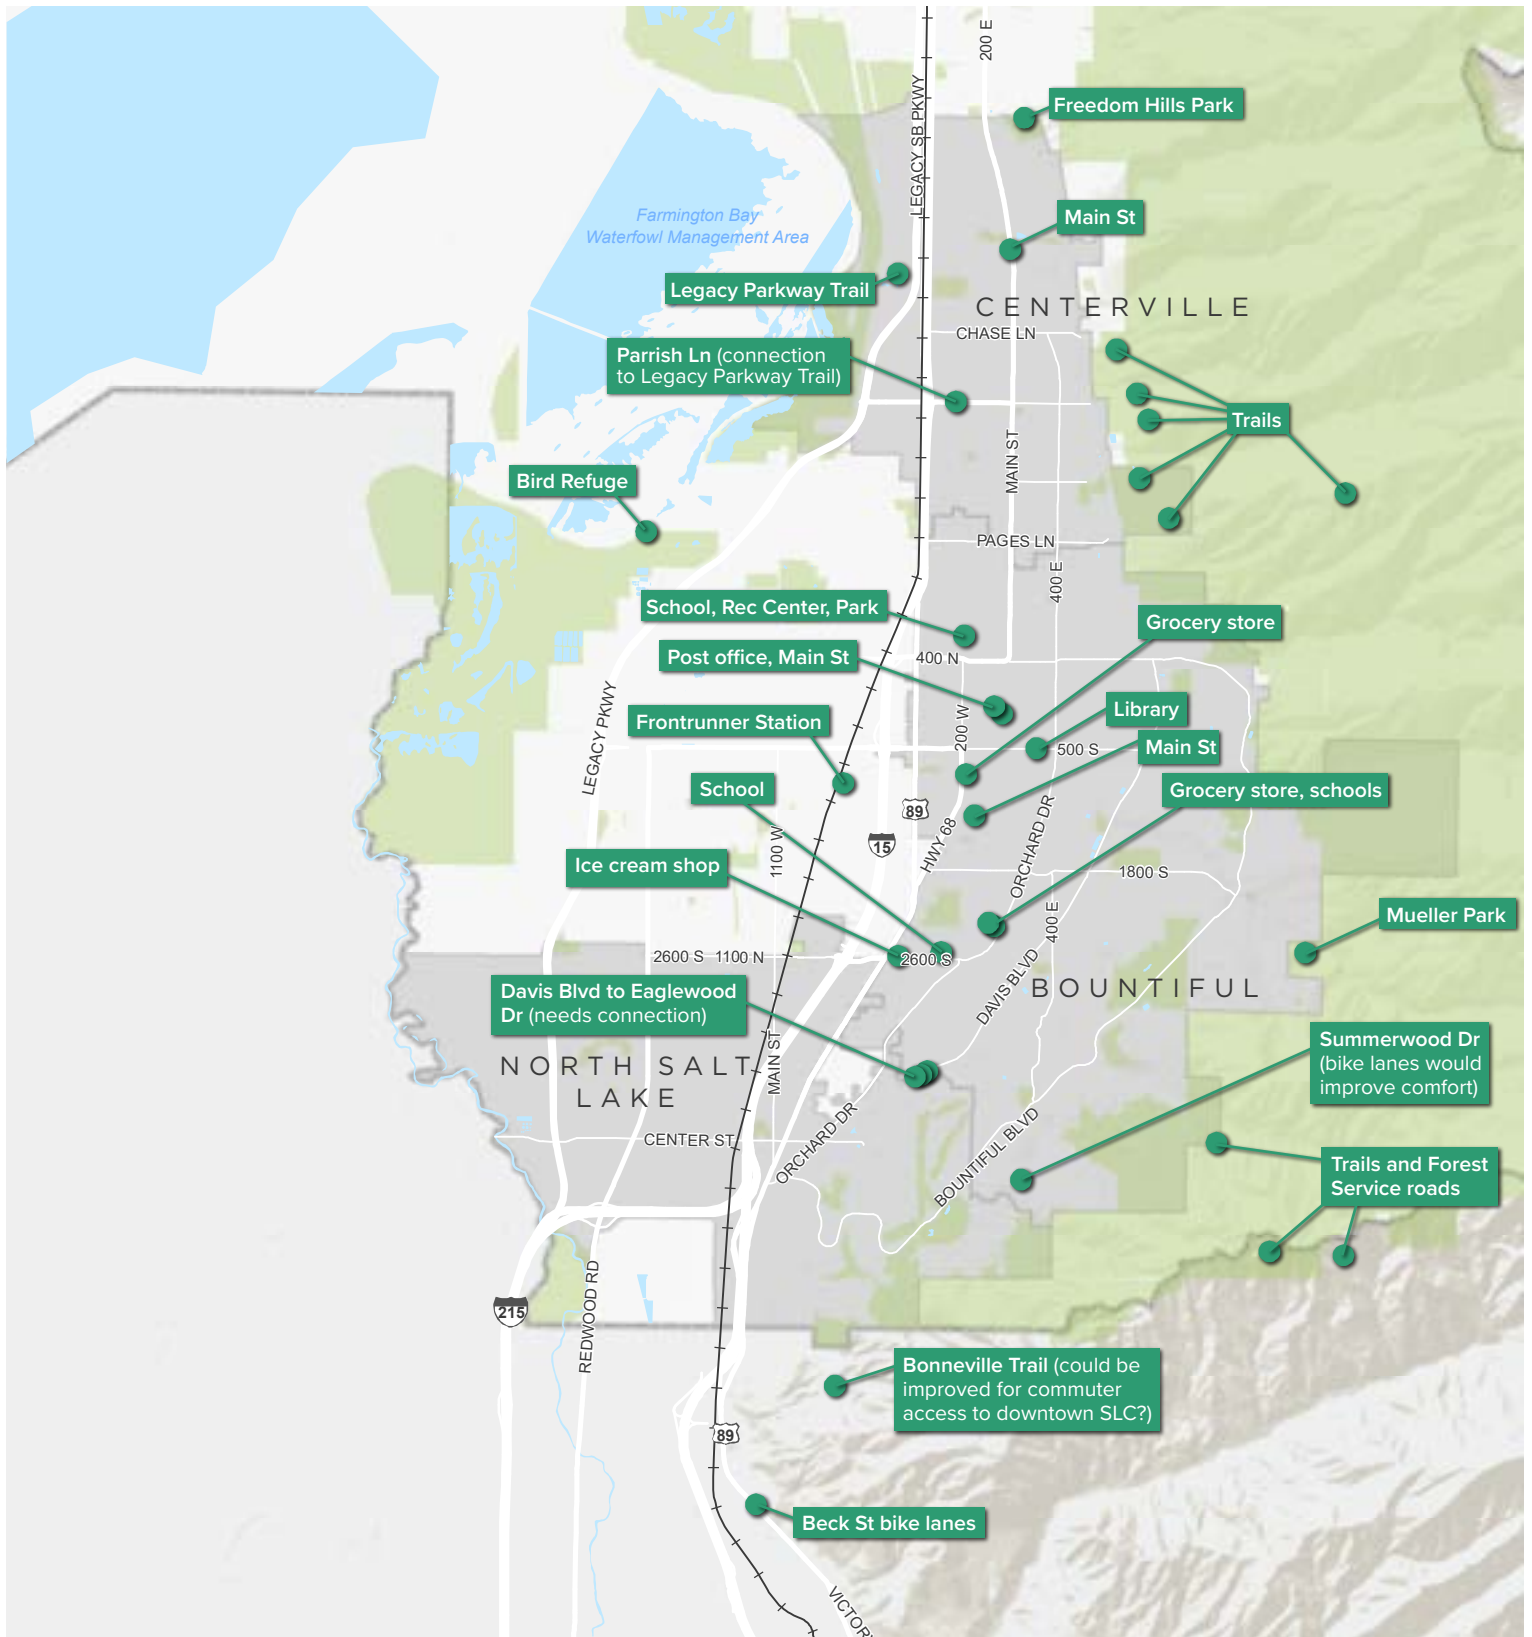 200 E
LEGACY SB PKWY
Freedom Hills Park
Farmington Bay
Waterfowl Management Area
Main St
Legacy Parkway Trail
CENTERVILLE
CHASE LN
Parrish Ln (connection
to Legacy Parkway Trail)
Trails
MAIN ST
Bird Refuge
PAGES LN
400 E
School, Rec Center, Park
Grocery store
400 N
Post office, Main St
LEGACY PKWY
200 W
Library
Frontrunner Station
500 S
Main St
School
Grocery store, schools
89
15
HWY 68
ORCHARD DR
1100 W
Ice cream shop
1800 S
400 E
Mueller Park
2600 S
1100 N
2600 S
DAVIS BLVD
BOUNTIFUL
Davis Blvd to Eaglewood
Dr (needs connection)
MAIN ST
Summerwood Dr
(bike lanes would
improve comfort)
NORTH SALT
LAKE
ORCHARD DR
BOUNTIFUL BLVD
CENTER ST
Trails and Forest
Service roads
REDWOOD RD
215
Bonneville Trail (could be
improved for commuter
access to downtown SLC?)
89
Beck St bike lanes